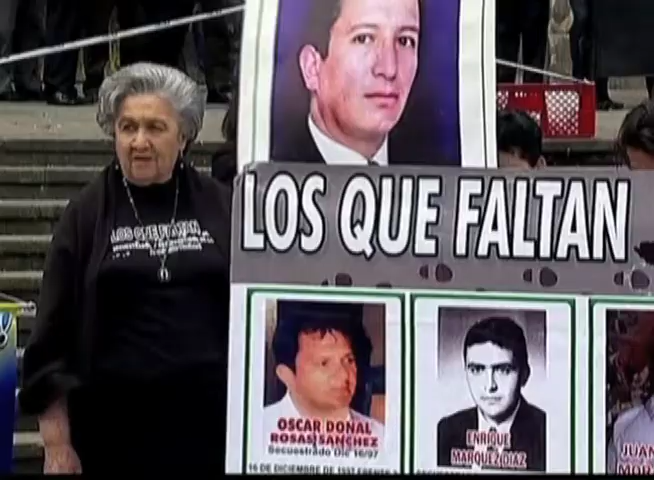 LOS QUE FALTAN
LOS QUE FALTAN
OSCAR DONAL
ROSAS SANCHEZ
Secuestrado Dic 16/97
16 DE DICIEMBRE DE 1997 FRENTE
ENRIQUE
MARQUEZ DIAZ
JUAN